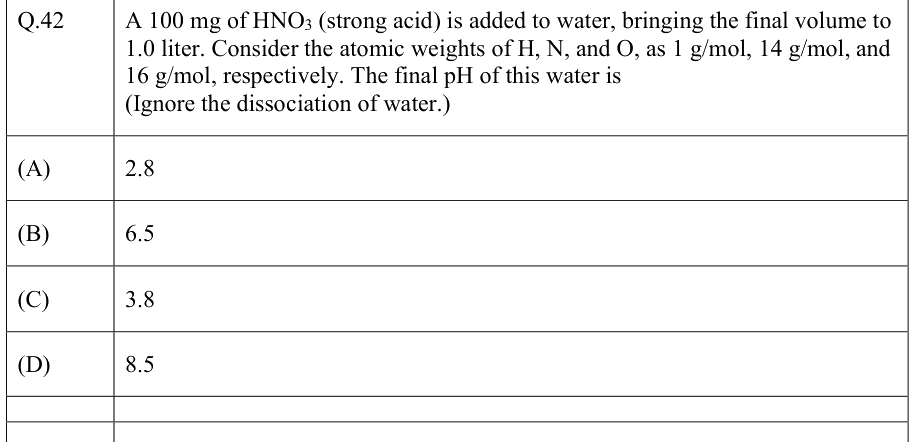 Q.42 A 100 mg of HNO₃ (strong acid) is added to water, bringing the final volume to
1.0 liter. Consider the atomic weights of H, N, and O, as 1 g/mol, 14 g/mol, and
16 g/mol, respectively. The final pH of this water is
(Ignore the dissociation of water.)
(A) 2.8
(B) 6.5
(C) 3.8
(D) 8.5